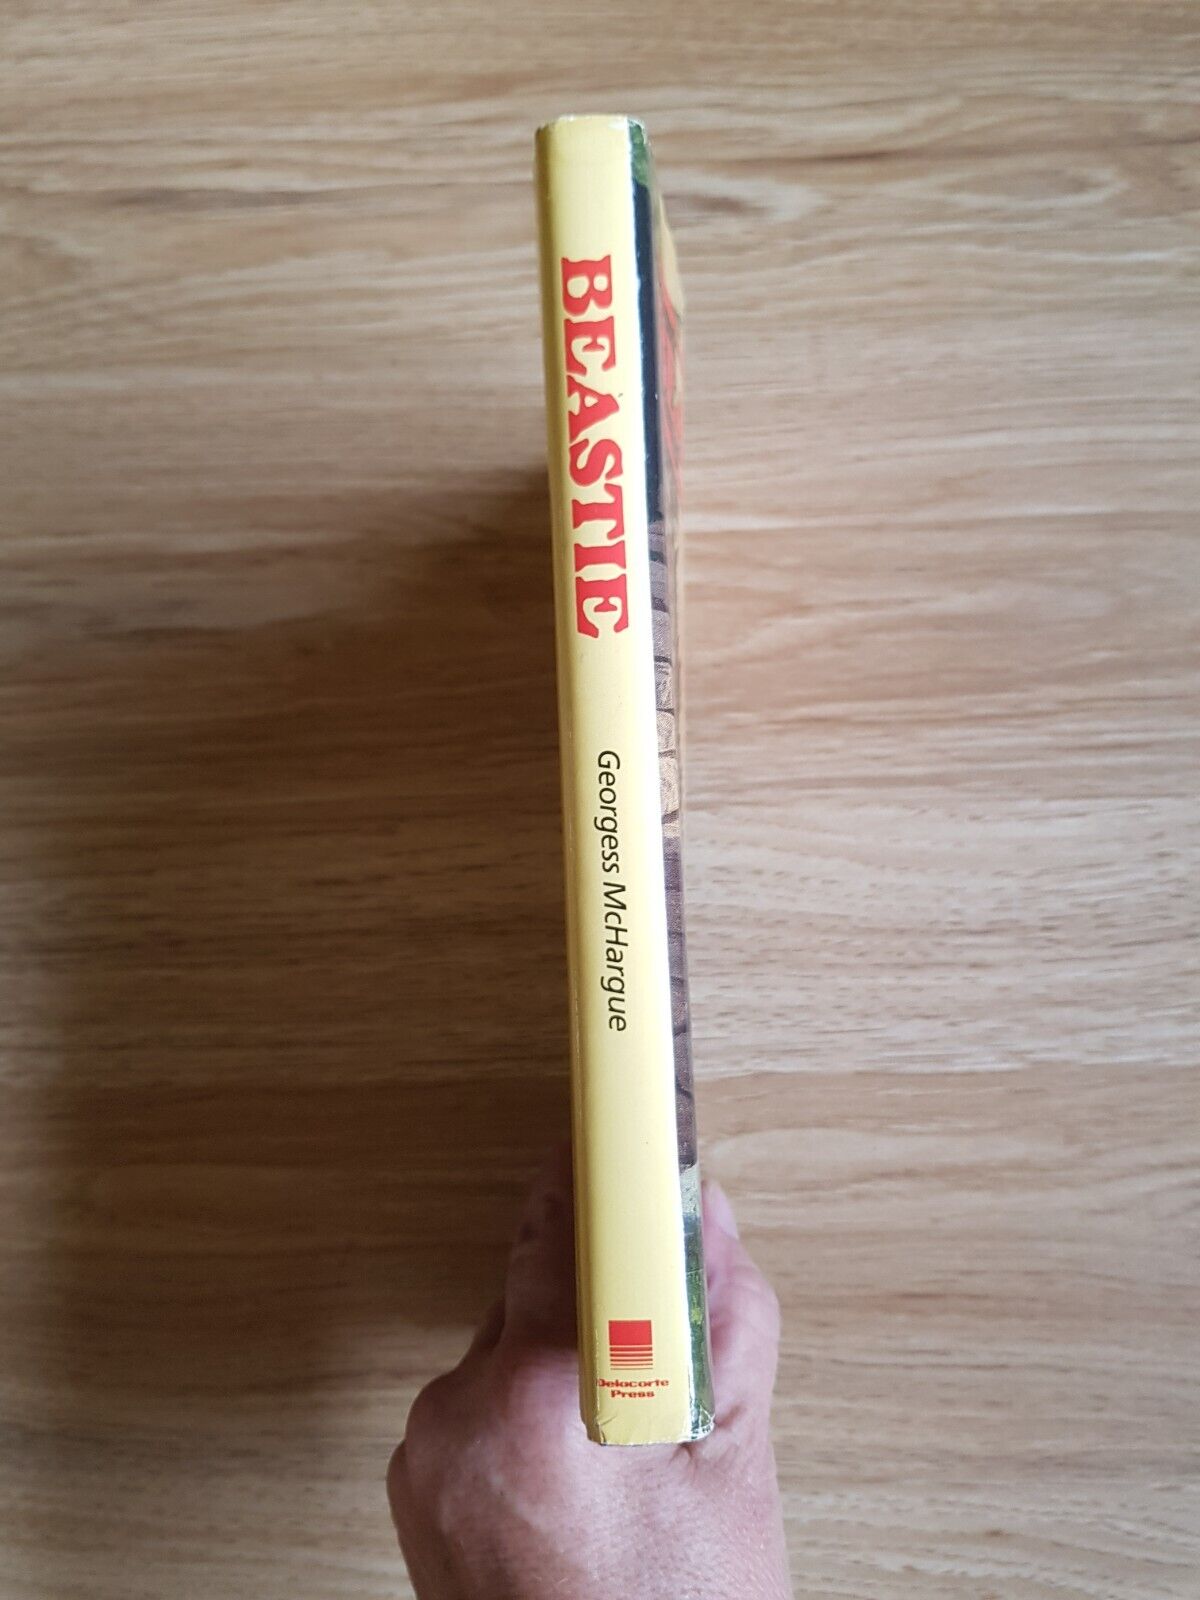 BEASTIE
Georgess McHargue
Delacorte
Press